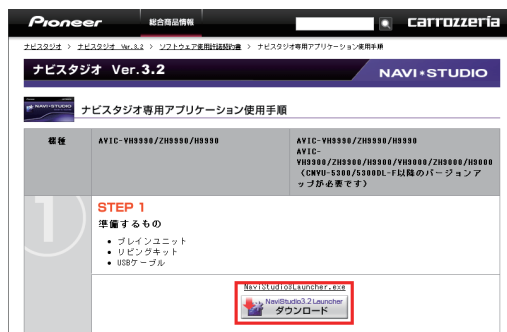 Pioneer 総合商品情報 carrozzeria
ナビスタジオ > ナビスタジオ Ver.3.2 > ソフトウェア使用許諾契約書 > ナビスタジオ専用アプリケーション使用手順
ナビスタジオ Ver.3.2 NAVI*STUDIO
NAVI*STUDIO ナビスタジオ専用アプリケーション使用手順
機種 AVIC-VH9990/ZH9990/H9990 AVIC-VH9990/ZH9990/H9990
AVIC-
VH9900/ZH9900/H9900/VH9000/ZH9000/H9000
(CNVU-5300/5300DL-F以降のバージョンア
ップが必要です)
1 STEP 1
準備するもの
• ブレインユニット
• リビングキット
• USBケーブル
NaviStudio3Launcher.exe
NaviStudio3.2 Launcher
ダウンロード